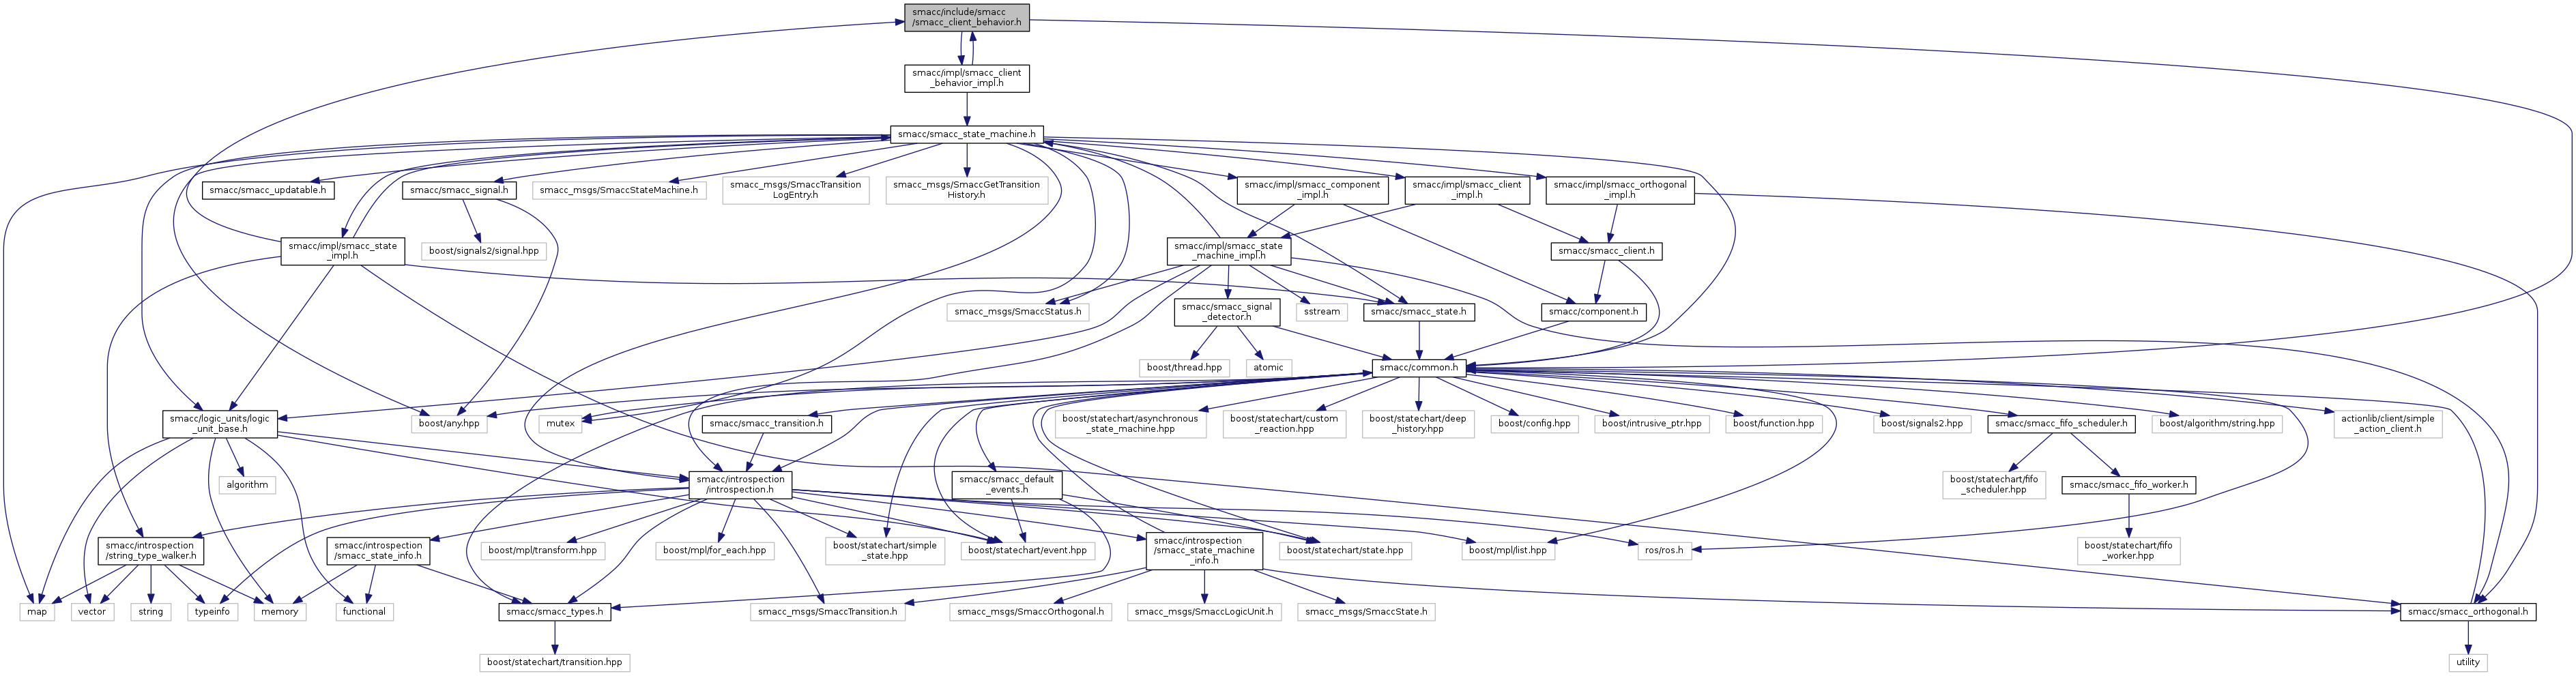 smacc/include/smacc
/smacc_client_behavior.h
smacc/impl/smacc_client
_behavior_impl.h
smacc/smacc_state_machine.h
smacc/smacc_updatable.h
smacc/smacc_signal.h
smacc_msgs/SmaccStateMachine.h
smacc_msgs/SmaccTransition
LogEntry.h
smacc_msgs/SmaccGetTransition
History.h
smacc/impl/smacc_component
_impl.h
smacc/impl/smacc_client
_impl.h
smacc/impl/smacc_orthogonal
_impl.h
smacc/impl/smacc_state
_impl.h
boost/signals2/signal.hpp
smacc/impl/smacc_state
_machine_impl.h
smacc/smacc_client.h
smacc_msgs/SmaccStatus.h
smacc/smacc_signal
_detector.h
sstream
smacc/smacc_state.h
smacc/component.h
boost/thread.hpp
atomic
smacc/common.h
smacc/logic_units/logic
_unit_base.h
boost/any.hpp
mutex
smacc/smacc_transition.h
boost/statechart/asynchronous
_state_machine.hpp
boost/statechart/custom
_reaction.hpp
boost/statechart/deep
_history.hpp
boost/config.hpp
boost/intrusive_ptr.hpp
boost/function.hpp
boost/signals2.hpp
smacc/smacc_fifo_scheduler.h
boost/algorithm/string.hpp
actionlib/client/simple
_action_client.h
algorithm
smacc/introspection
/introspection.h
smacc/smacc_default
_events.h
boost/statechart/fifo
_scheduler.hpp
smacc/smacc_fifo_worker.h
smacc/introspection
/string_type_walker.h
smacc/introspection
/smacc_state_info.h
boost/mpl/transform.hpp
boost/mpl/for_each.hpp
boost/statechart/simple
_state.hpp
boost/statechart/event.hpp
smacc/introspection
/smacc_state_machine
_info.h
boost/statechart/state.hpp
boost/mpl/list.hpp
ros/ros.h
boost/statechart/fifo
_worker.hpp
map
vector
string
typeinfo
memory
functional
smacc/smacc_types.h
smacc_msgs/SmaccTransition.h
smacc_msgs/SmaccOrthogonal.h
smacc_msgs/SmaccLogicUnit.h
smacc_msgs/SmaccState.h
smacc/smacc_orthogonal.h
boost/statechart/transition.hpp
utility